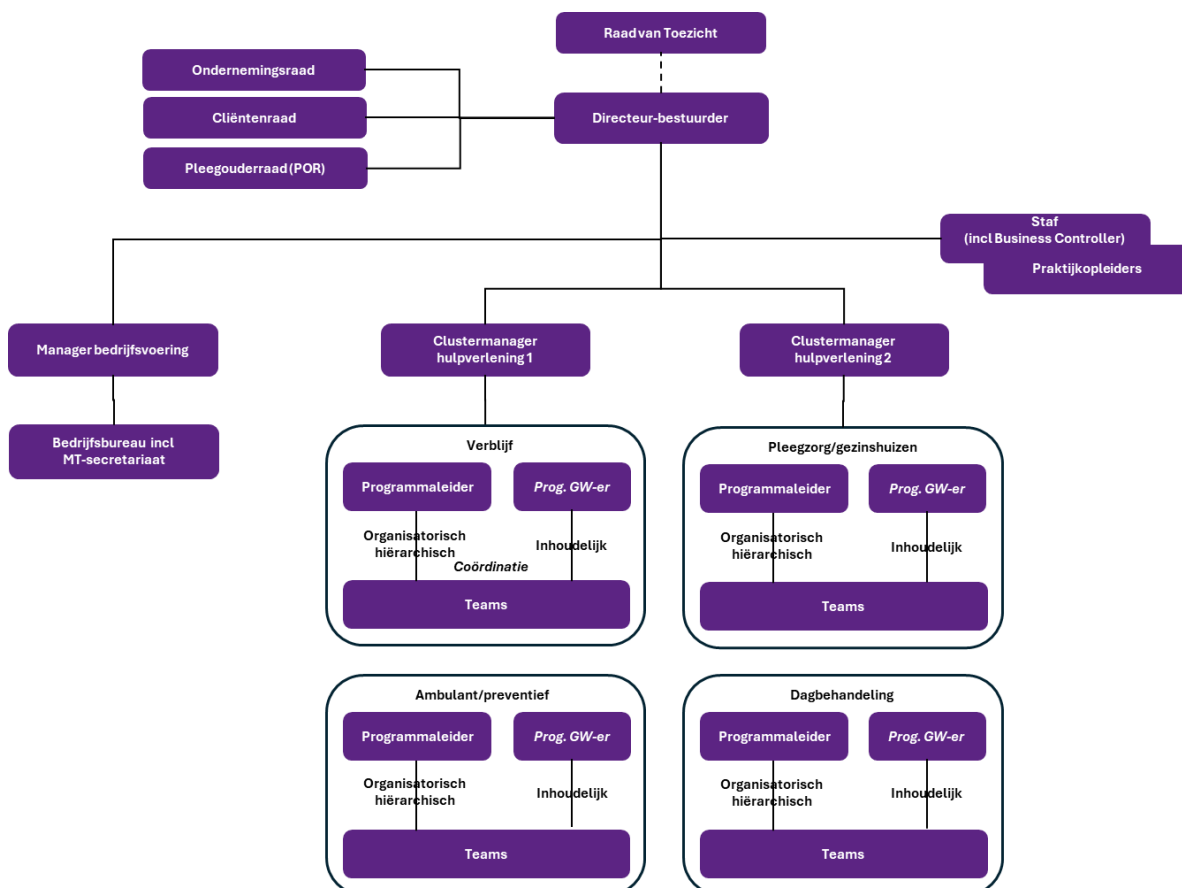 Raad van Toezicht
Ondernemingsraad
Cliëntenraad
Pleegouderraad (POR)
Directeur-bestuurder
Staf
(incl Business Controller)
Praktijkopleiders
Manager bedrijfsvoering
Clustermanager
hulpverlening 1
Clustermanager
hulpverlening 2
Bedrijfsbureau incl
MT-secretariaat
Verblijf
Programmaleider
Prog. GW-er
Organisatorisch
hiërarchisch
Inhoudelijk
Coördinatie
Teams
Pleegzorg/gezinshuizen
Programmaleider
Prog. GW-er
Organisatorisch
hiërarchisch
Inhoudelijk
Teams
Ambulant/preventief
Programmaleider
Prog. GW-er
Organisatorisch
hiërarchisch
Inhoudelijk
Teams
Dagbehandeling
Programmaleider
Prog. GW-er
Organisatorisch
hiërarchisch
Inhoudelijk
Teams